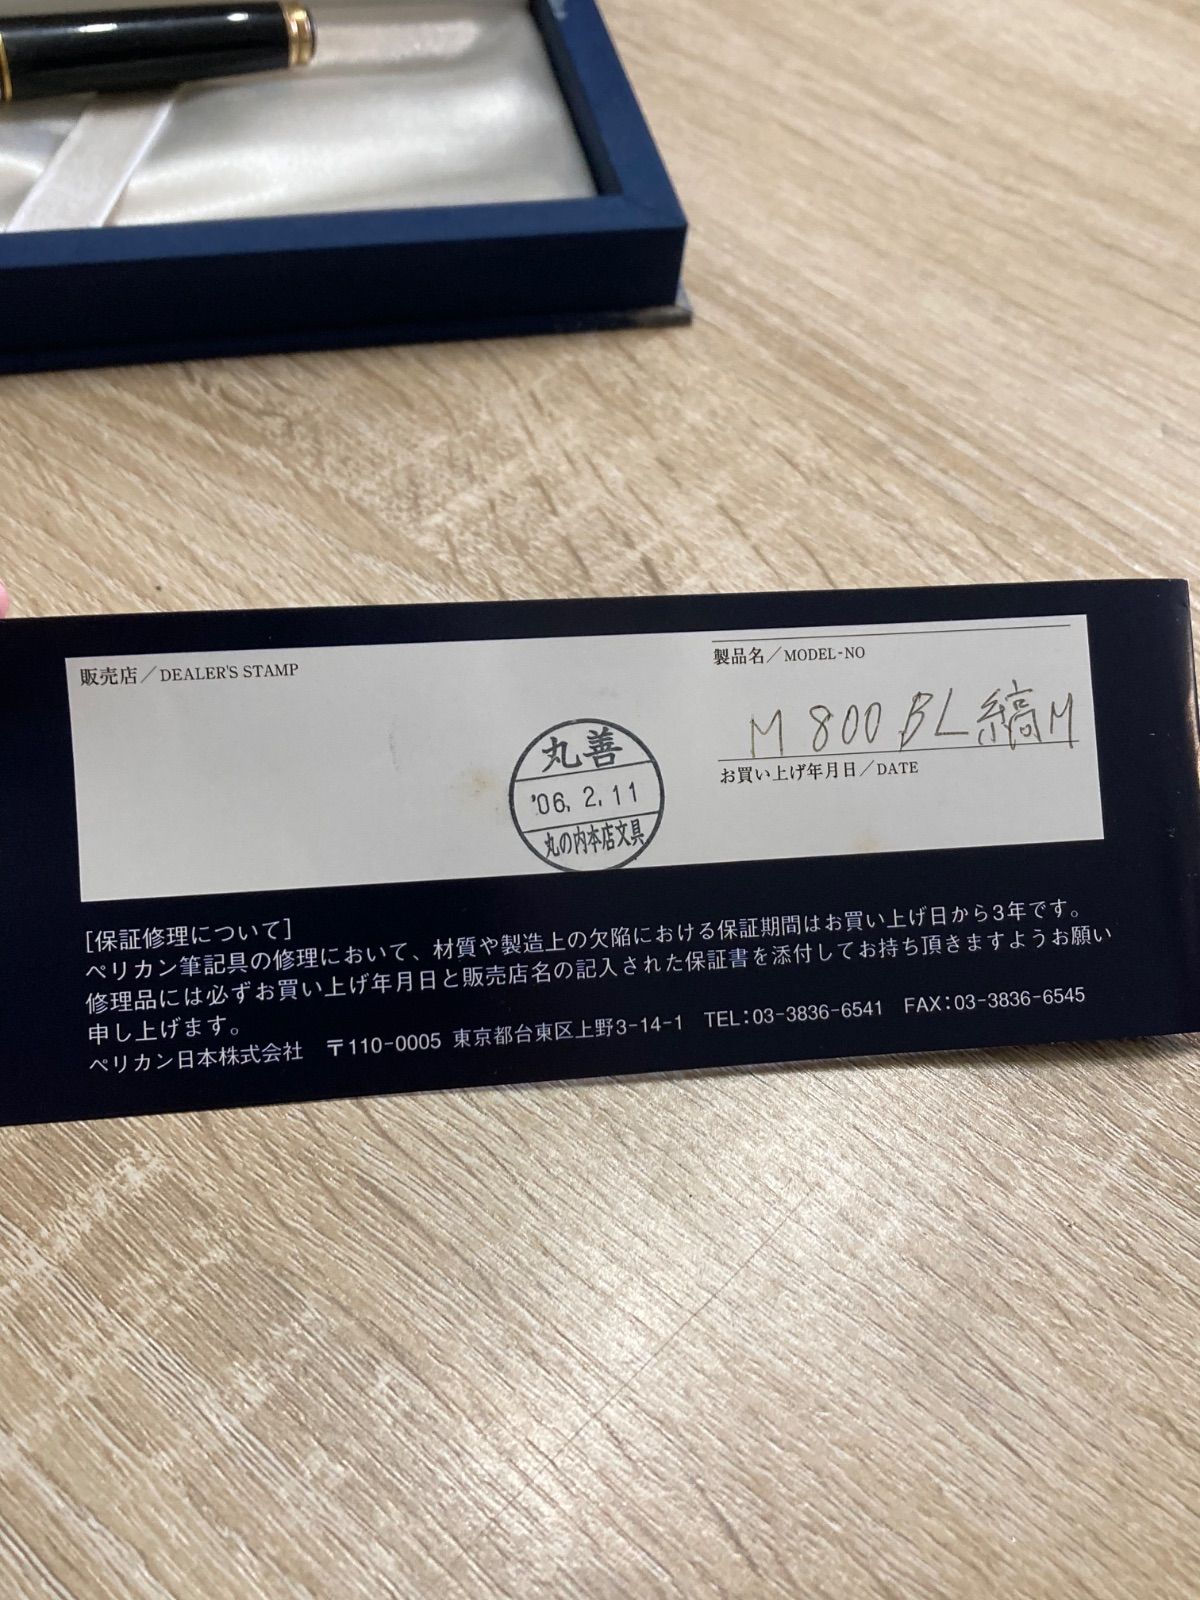 販売店／DEALER'S STAMP
丸善
'06. 2. 11
丸の内本店文具
製品名／MODEL-NO
M 800 BL縞M
お買い上げ年月日／DATE
[保証修理について]
ペリカン筆記具の修理において、材質や製造上の欠陥における保証期間はお買い上げ日から3年です。
修理品には必ずお買い上げ年月日と販売店名の記入された保証書を添付してお持ち頂きますようお願い
申し上げます。
ペリカン日本株式会社　〒110-0005 東京都台東区上野3-14-1　TEL:03-3836-6541　FAX:03-3836-6545